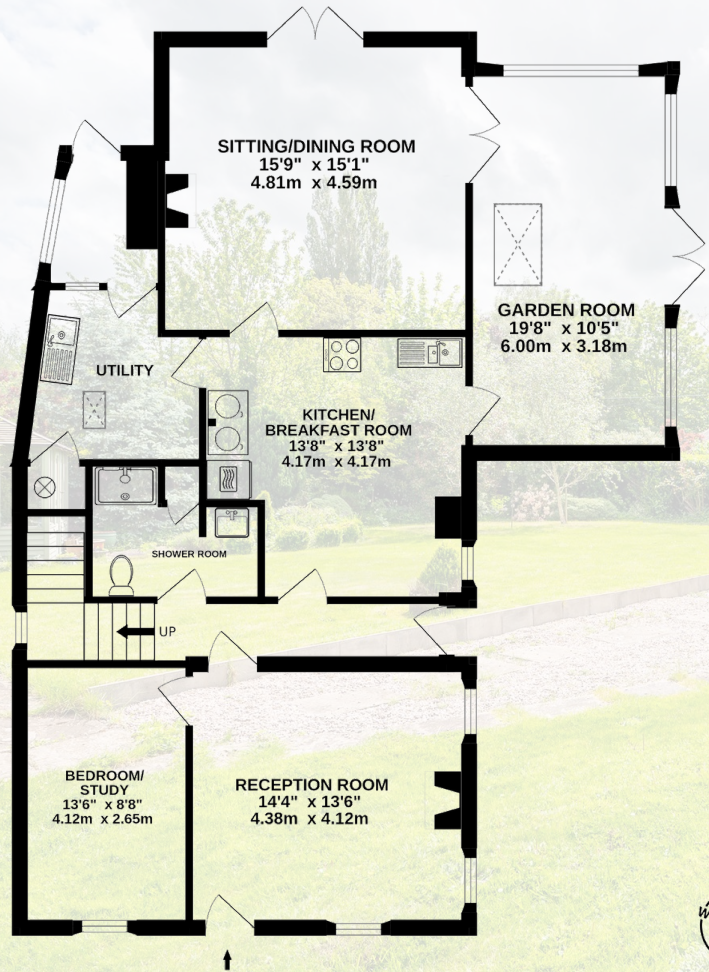 SITTING/DINING ROOM
15'9" x 15'1"
4.81m x 4.59m
GARDEN ROOM
19'8" x 10'5"
6.00m x 3.18m
UTILITY
KITCHEN/
BREAKFAST ROOM
13'8" x 13'8"
4.17m x 4.17m
SHOWER ROOM
UP
BEDROOM/
STUDY
13'6" x 8'8"
4.12m x 2.65m
RECEPTION ROOM
14'4" x 13'6"
4.38m x 4.12m